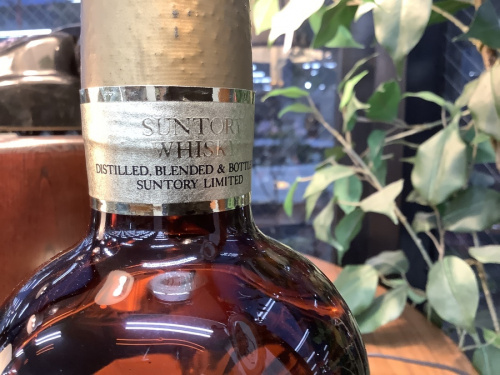 SUNTORY
WHISKY
DISTILLED, BLENDED &
SUNTORY LIMITED